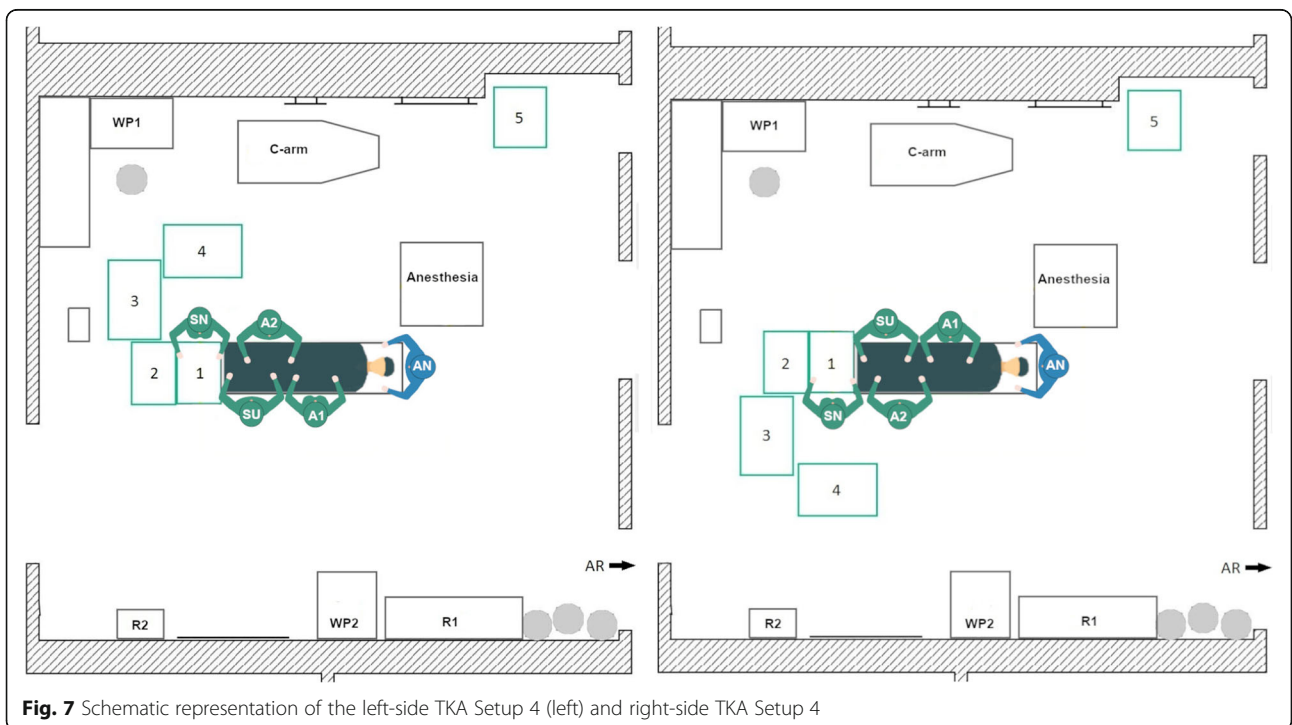 WP1
C-arm
5
4
3
Anesthesia
SN
A2
2
1
AN
SU
A1
AR
R2
WP2
R1
WP1
C-arm
5
Anesthesia
SU
A1
2
1
AN
SN
A2
3
4
AR
R2
WP2
R1
Fig. 7 Schematic representation of the left-side TKA Setup 4 (left) and right-side TKA Setup 4